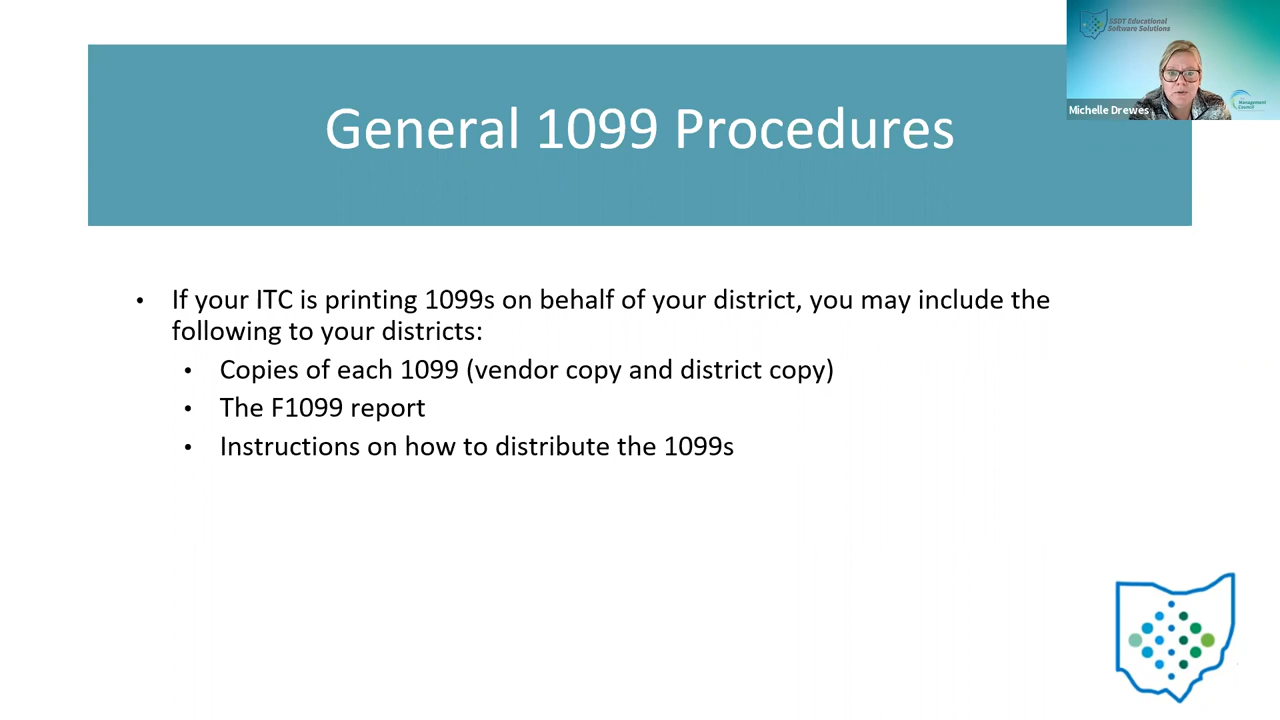 SSDT Educational
Software Solutions
Michelle Drewes
Management
Council
General 1099 Procedures
• If your ITC is printing 1099s on behalf of your district, you may include the
following to your districts:
• Copies of each 1099 (vendor copy and district copy)
• The F1099 report
• Instructions on how to distribute the 1099s